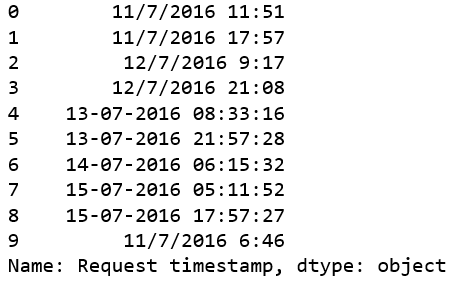 0 11/7/2016 11:51
1 11/7/2016 17:57
2 12/7/2016 9:17
3 12/7/2016 21:08
4 13-07-2016 08:33:16
5 13-07-2016 21:57:28
6 14-07-2016 06:15:32
7 15-07-2016 05:11:52
8 15-07-2016 17:57:27
9 11/7/2016 6:46
Name: Request timestamp, dtype: object